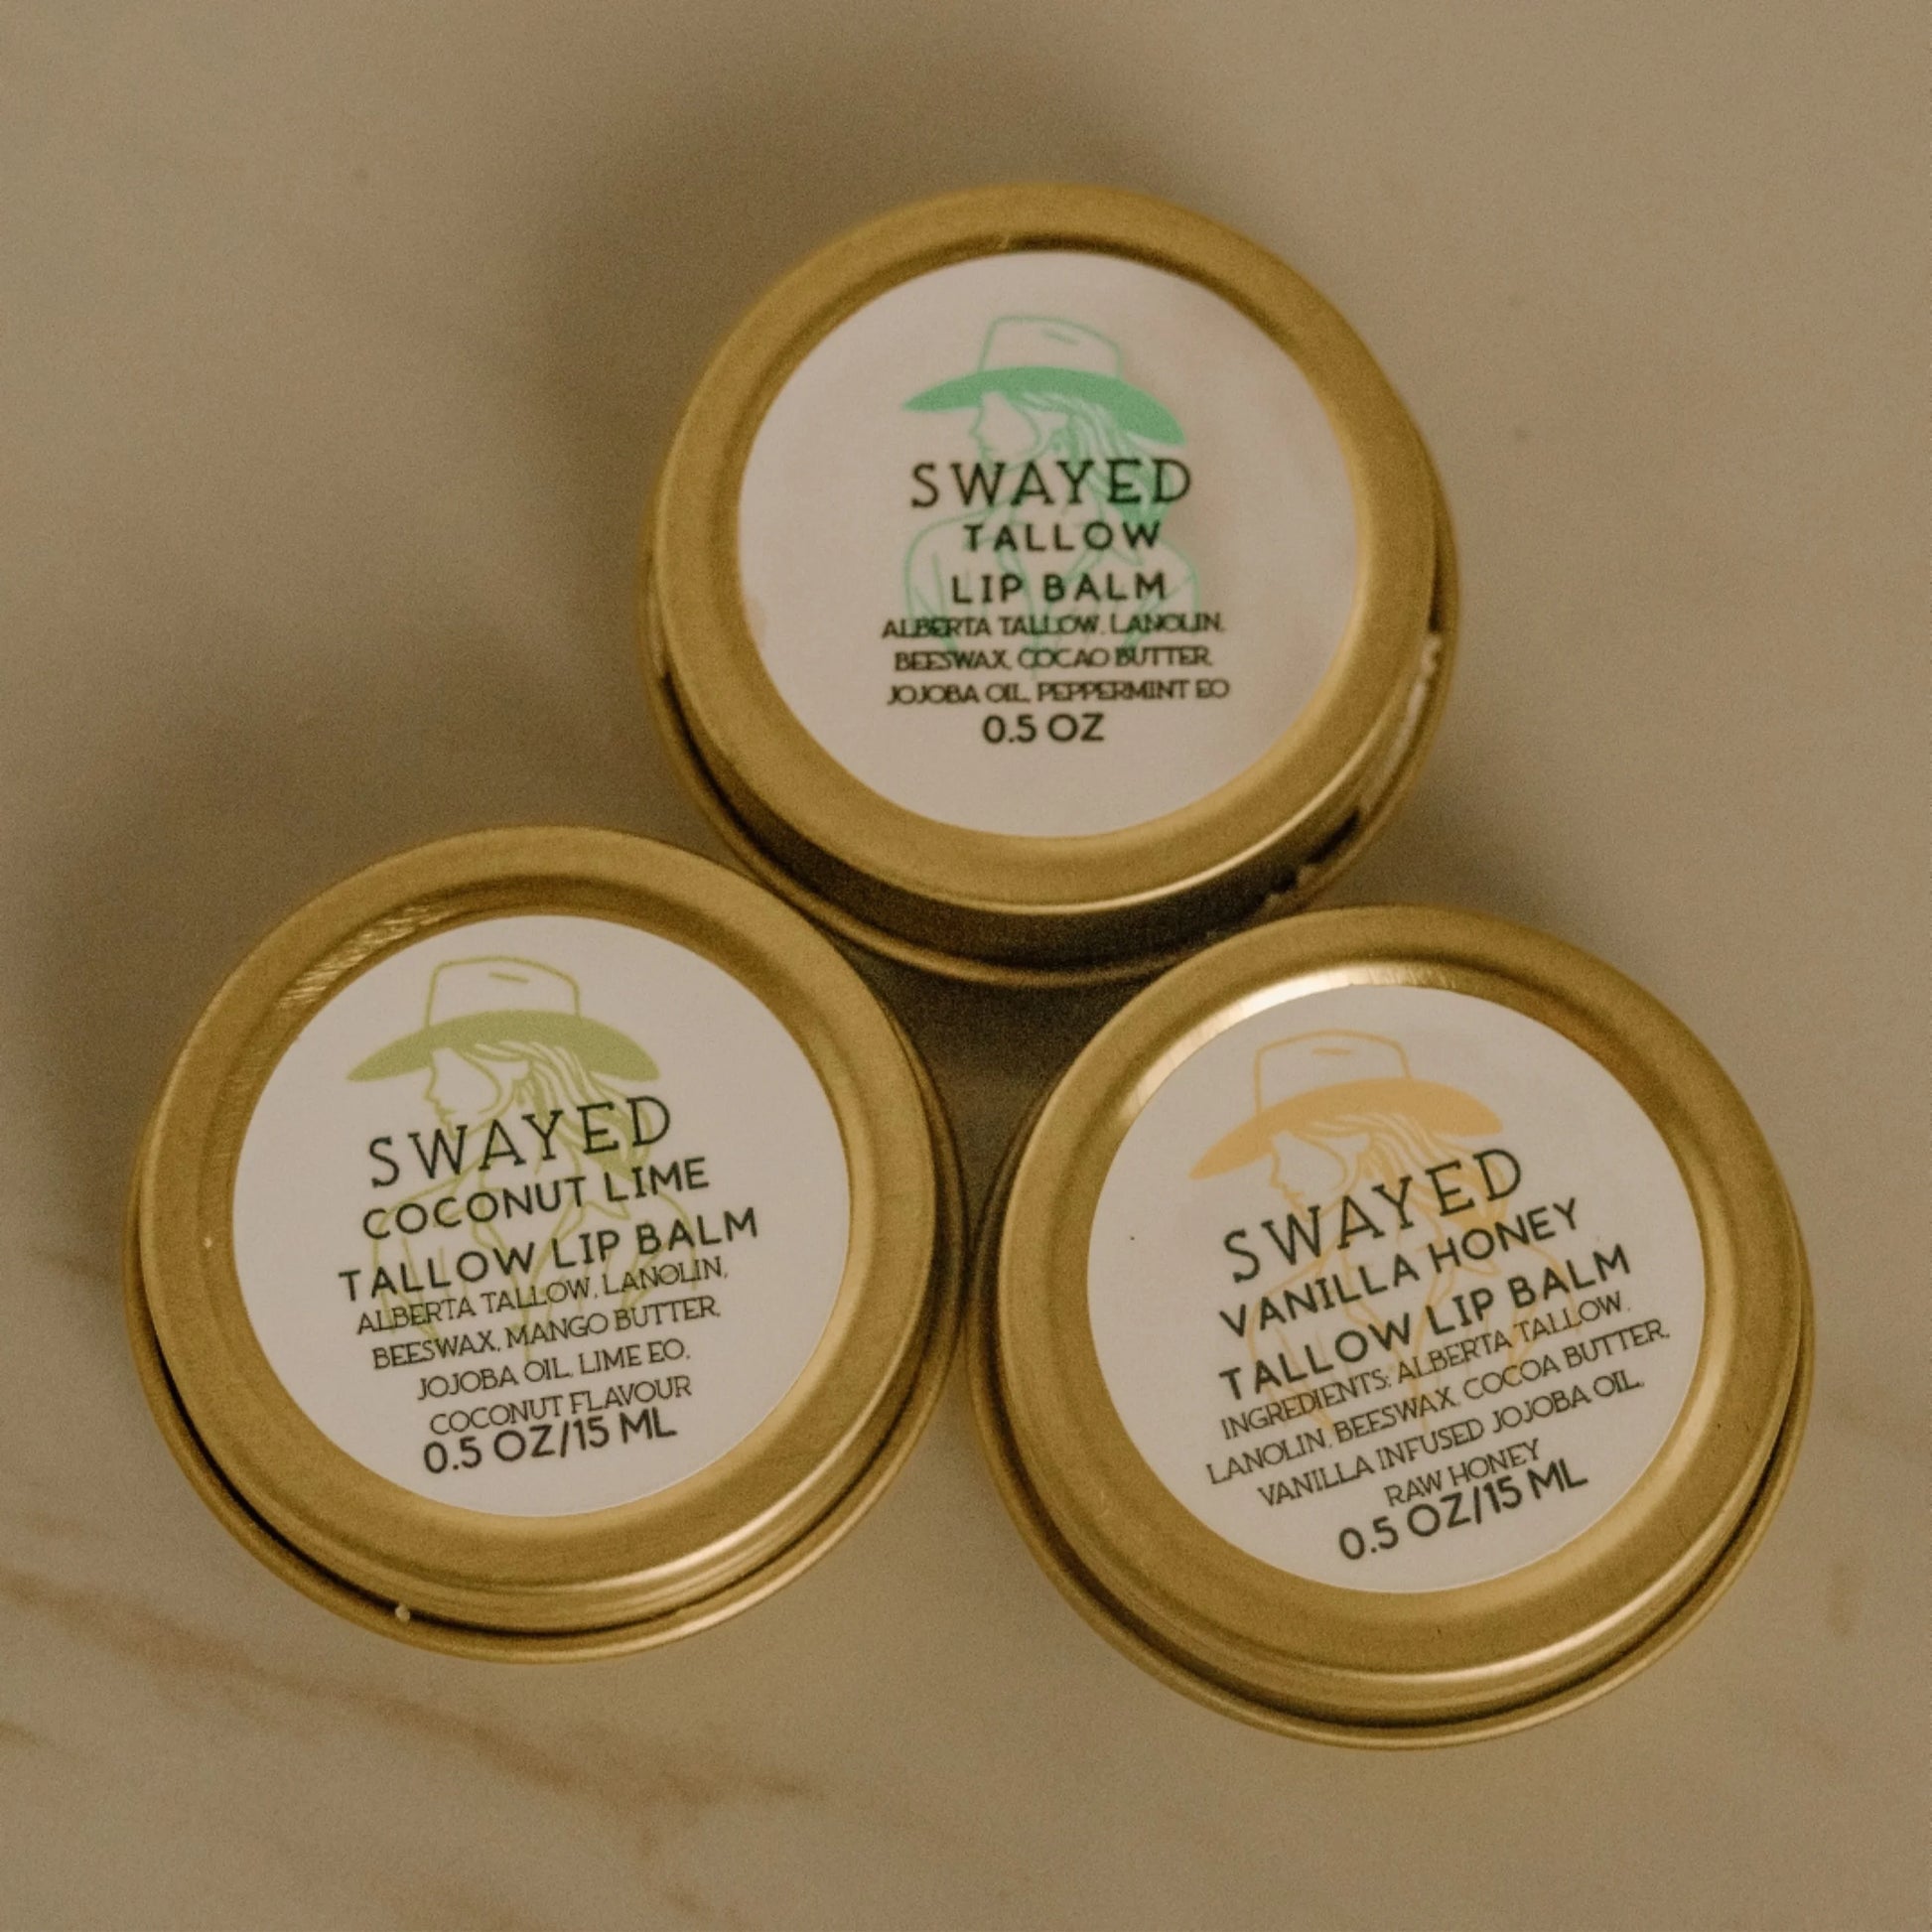 SWAYED
TALLOW
LIP BALM
ALBERTA TALLOW, LANOLIN,
BEESWAX, COCAO BUTTER,
JOJOBA OIL, PEPPERMINT EO
0.5 OZ
SWAYED
COCONUT LIME
TALLOW LIP BALM
ALBERTA TALLOW, LANOLIN,
BEESWAX, MANGO BUTTER,
JOJOBA OIL, LIME EO,
COCONUT FLAVOUR
0.5 OZ/15 ML
SWAYED
VANILLA HONEY
TALLOW LIP BALM
INGREDIENTS: ALBERTA TALLOW,
LANOLIN, BEESWAX, COCOA BUTTER,
VANILLA INFUSED JOJOBA OIL,
RAW HONEY
0.5 OZ/15 ML